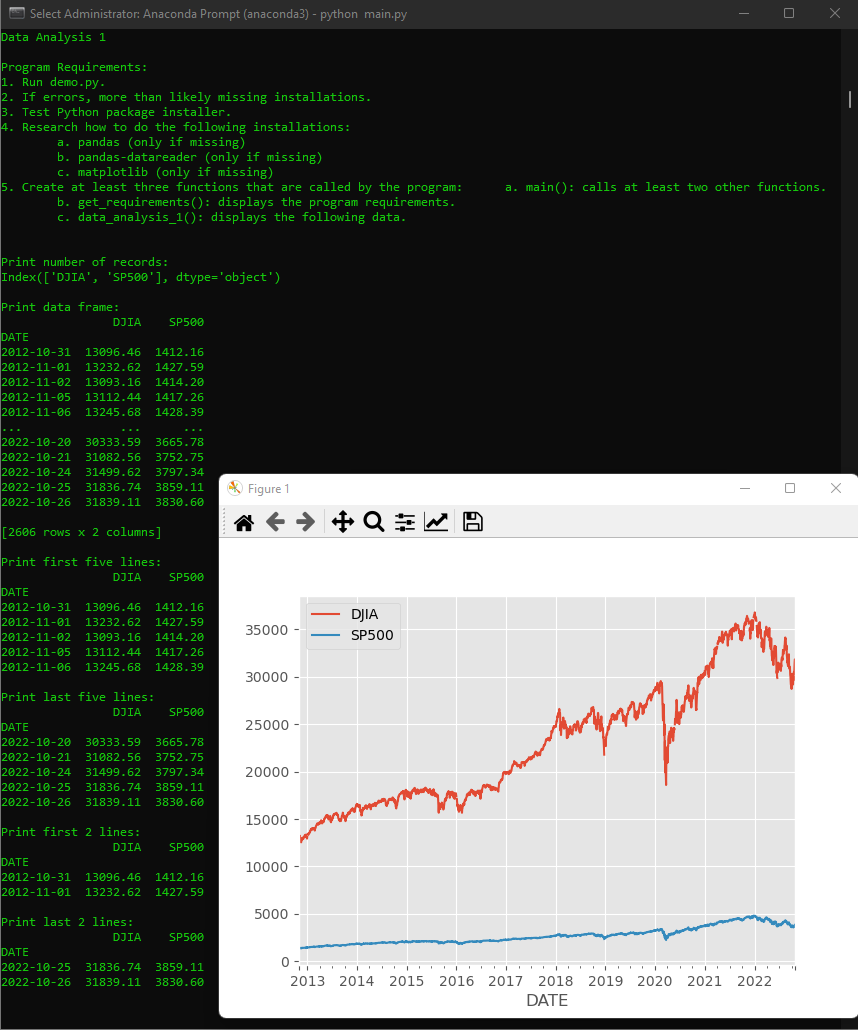 Select Administrator: Anaconda Prompt (anaconda3) - python  main.py
Data Analysis 1
Program Requirements:
1. Run demo.py.
2. If errors, more than likely missing installations.
3. Test Python package installer.
4. Research how to do the following installations:
a. pandas (only if missing)
b. pandas-datareader (only if missing)
c. matplotlib (only if missing)
5. Create at least three functions that are called by the program:      a. main(): calls at least two other functions.
b. get_requirements(): displays the program requirements.
c. data_analysis_1(): displays the following data.
Print number of records:
Index(['DJIA', 'SP500'], dtype='object')
Print data frame:
DJIA    SP500
DATE
2012-10-31  13096.46  1412.16
2012-11-01  13232.62  1427.59
2012-11-02  13093.16  1414.20
2012-11-05  13112.44  1417.26
2012-11-06  13245.68  1428.39
...              ...      ...
2022-10-20  30333.59  3665.78
2022-10-21  31082.56  3752.75
2022-10-24  31499.62  3797.34
2022-10-25  31836.74  3859.11
2022-10-26  31839.11  3830.60
[2606 rows x 2 columns]
Print first five lines:
DJIA    SP500
DATE
2012-10-31  13096.46  1412.16
2012-11-01  13232.62  1427.59
2012-11-02  13093.16  1414.20
2012-11-05  13112.44  1417.26
2012-11-06  13245.68  1428.39
Print last five lines:
DJIA    SP500
DATE
2022-10-20  30333.59  3665.78
2022-10-21  31082.56  3752.75
2022-10-24  31499.62  3797.34
2022-10-25  31836.74  3859.11
2022-10-26  31839.11  3830.60
Print first 2 lines:
DJIA    SP500
DATE
2012-10-31  13096.46  1412.16
2012-11-01  13232.62  1427.59
Print last 2 lines:
DJIA    SP500
DATE
2022-10-25  31836.74  3859.11
2022-10-26  31839.11  3830.60
Figure 1
DJIA
SP500
35000
30000
25000
20000
15000
10000
5000
0
2013 2014 2015 2016 2017 2018 2019 2020 2021 2022
DATE